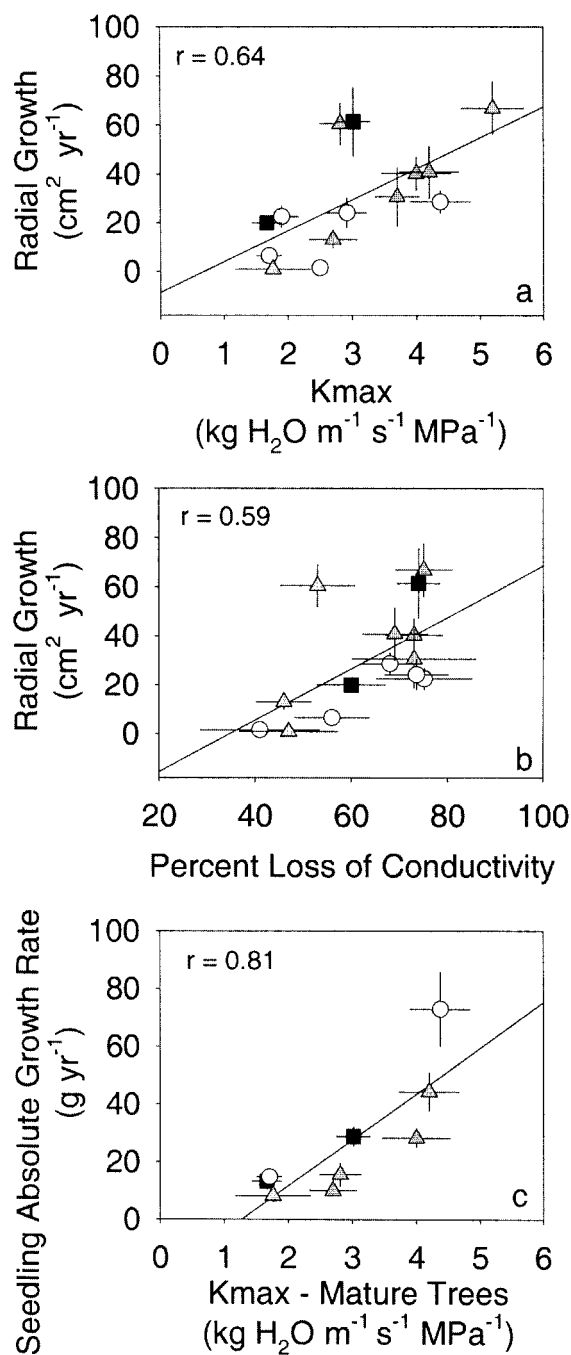 100
80
60
40
20
0
r = 0.64
a
Radial Growth
(cm² yr⁻¹)
0 1 2 3 4 5 6
Kmax
(kg H₂O m⁻¹ s⁻¹ MPa⁻¹)
100
80
60
40
20
0
r = 0.59
b
Radial Growth
(cm² yr⁻¹)
20 40 60 80 100
Percent Loss of Conductivity
100
80
60
40
20
0
r = 0.81
c
Seedling Absolute Growth Rate
(g yr⁻¹)
0 1 2 3 4 5 6
Kmax - Mature Trees
(kg H₂O m⁻¹ s⁻¹ MPa⁻¹)